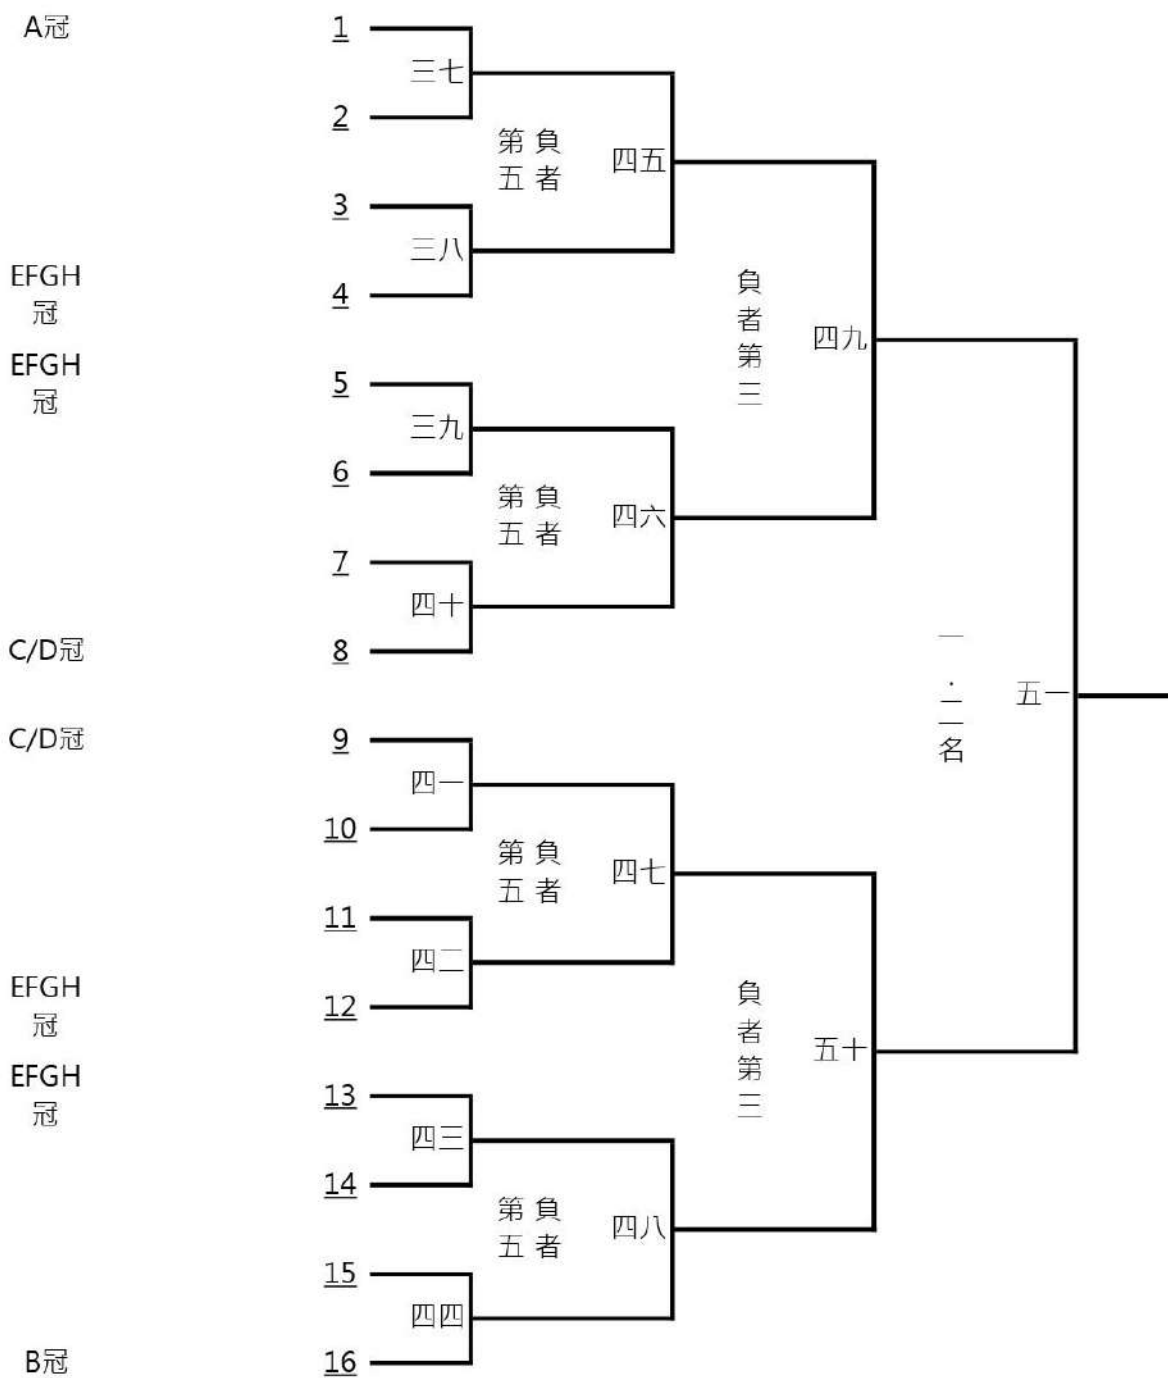 A冠
1
三七
2
第五
負者
四五
3
三八
EFGH
冠
4
負者第三
四九
EFGH
冠
5
三九
6
第五
負者
四六
7
四十
C/D冠
8
一.二名
五一
C/D冠
9
四一
10
第五
負者
四七
11
四二
EFGH
冠
12
負者第三
五十
EFGH
冠
13
四三
14
第五
負者
四八
15
四四
B冠
16